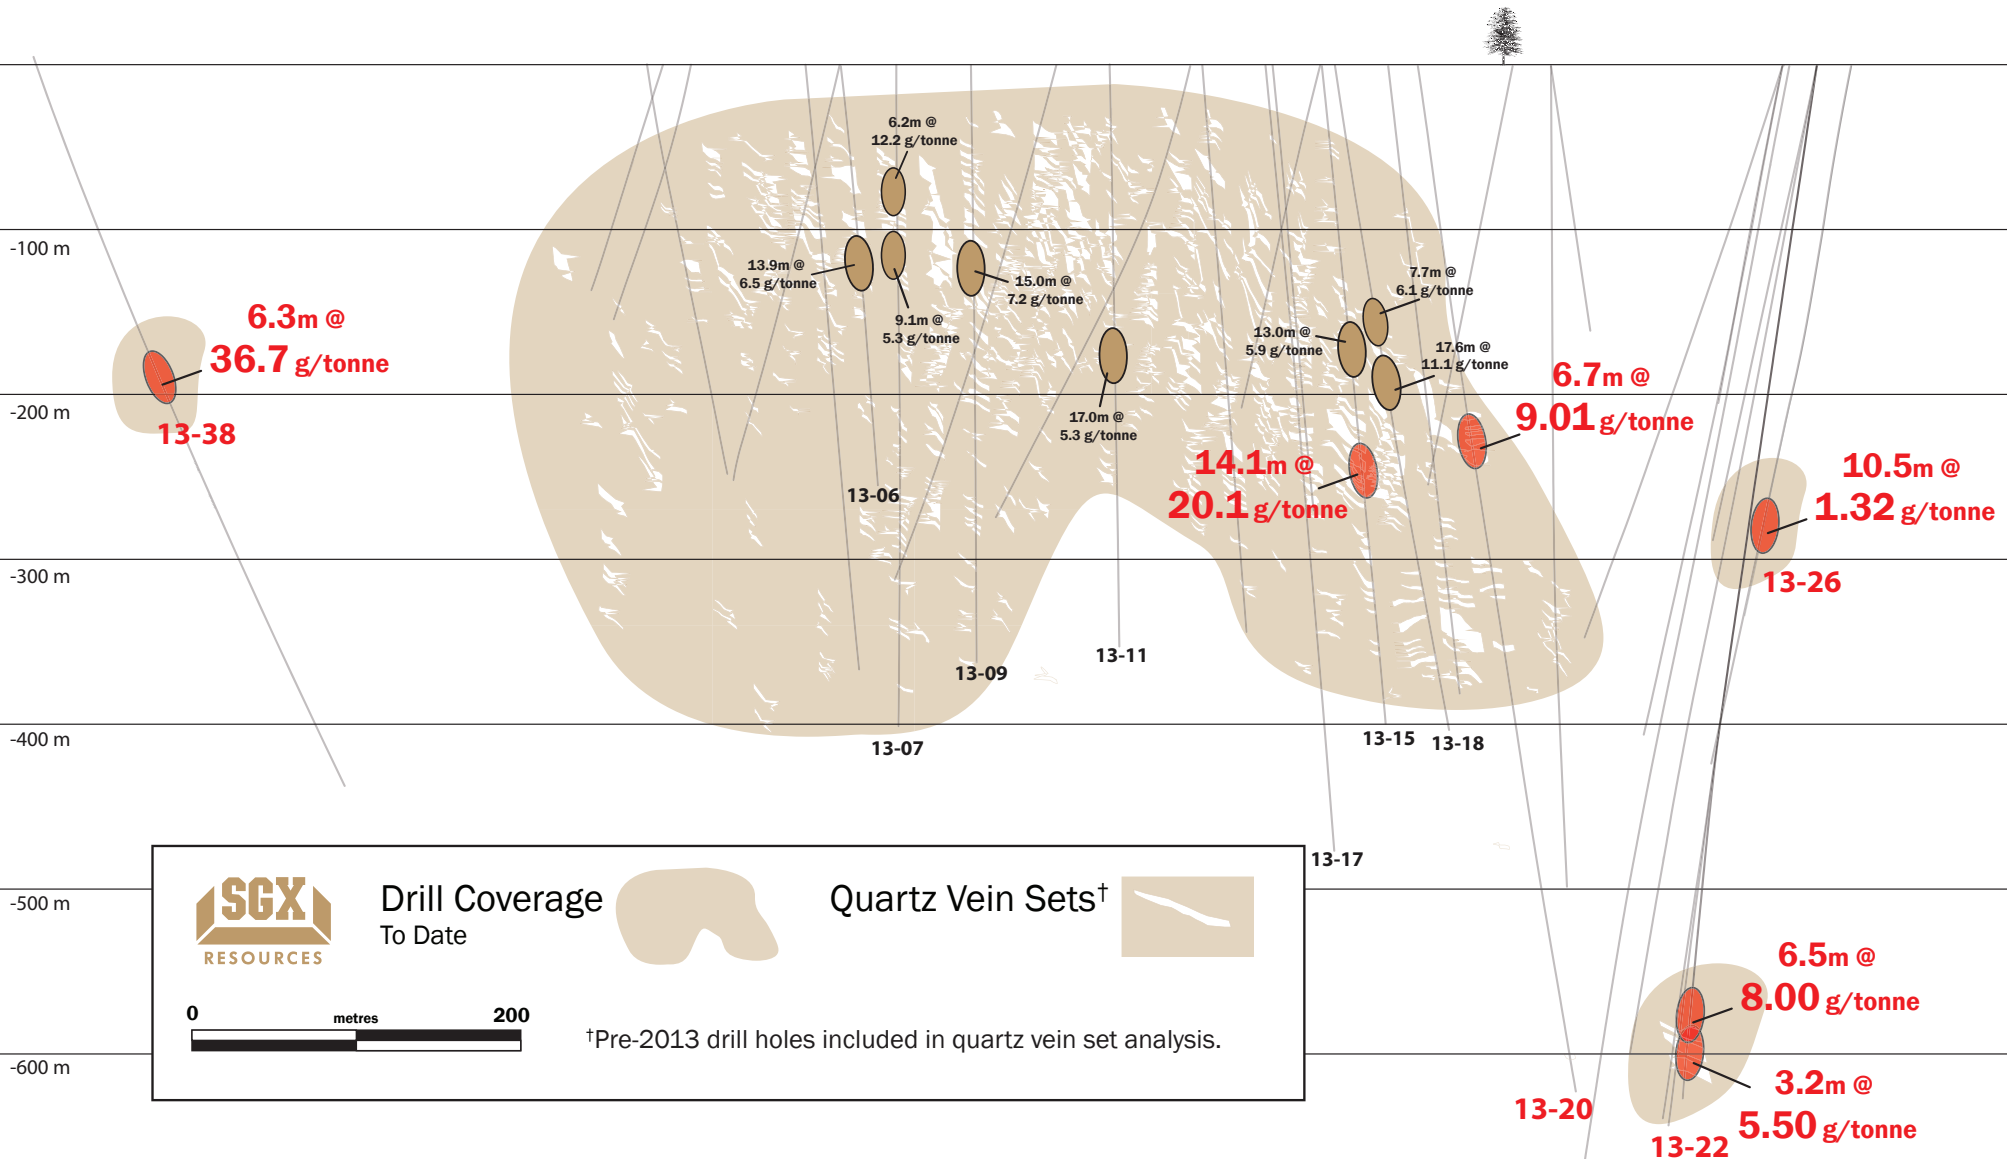 6.2m @
12.2 g/tonne
-100 m
13.9m @
6.5 g/tonne
15.0m @
7.2 g/tonne
9.1m @
5.3 g/tonne
7.7m @
6.1 g/tonne
13.0m @
5.9 g/tonne
17.6m @
11.1 g/tonne
6.3m @
36.7 g/tonne
13-38
-200 m
17.0m @
5.3 g/tonne
6.7m @
9.01 g/tonne
14.1m @
20.1 g/tonne
10.5m @
1.32 g/tonne
13-26
13-06
-300 m
13-11
13-09
-400 m
13-07
13-15
13-18
13-17
-500 m
SGX
RESOURCES
Drill Coverage
To Date
Quartz Vein Sets†
0 metres 200
†Pre-2013 drill holes included in quartz vein set analysis.
-600 m
6.5m @
8.00 g/tonne
3.2m @
5.50 g/tonne
13-20
13-22